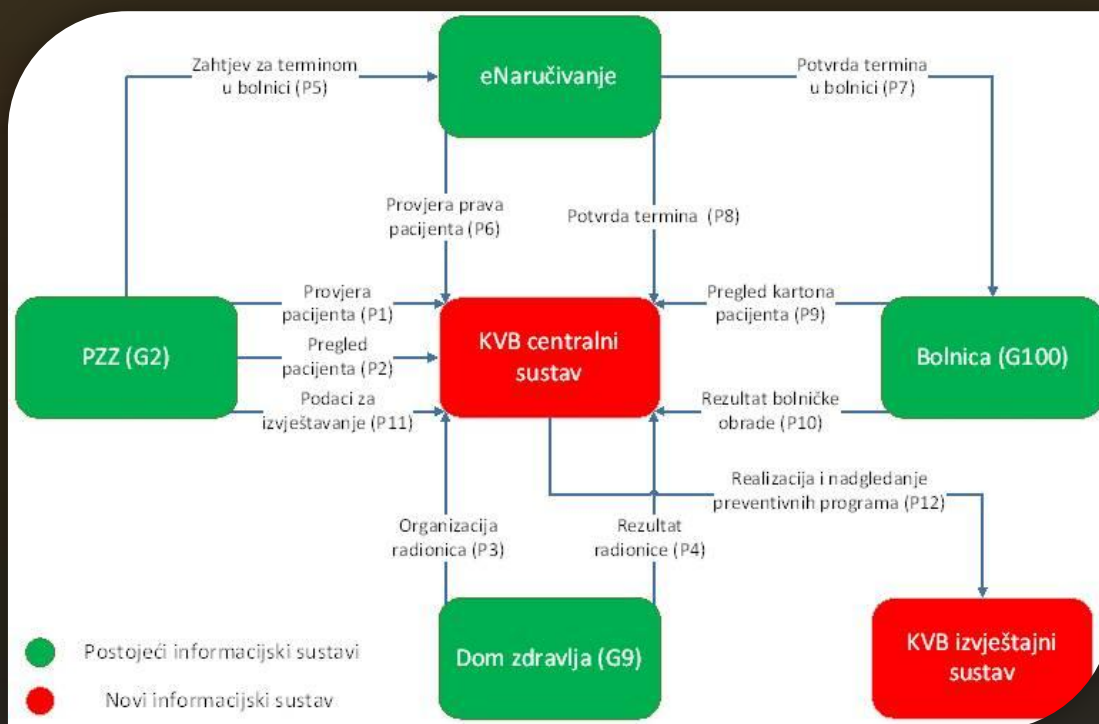 Zahtjev za terminom
u bolnici (P5)
eNaručivanje
Potvrda termina
u bolnici (P7)
Provjera prava
pacijenta (P6)
Potvrda termina (P8)
PZZ (G2)
Provjera
pacijenta (P1)
Pregled
pacijenta (P2)
Podaci za
izvještavanje (P11)
KVB centralni
sustav
Pregled kartona
pacijenta (P9)
Rezultat bolničke
obrade (P10)
Bolnica (G100)
Realizacija i nadgledanje
preventivnih programa (P12)
Organizacija
radionica (P3)
Rezultat
radionice (P4)
Dom zdravlja (G9)
KVB izvještajni
sustav
Postojeći informacijski sustavi
Novi informacijski sustav